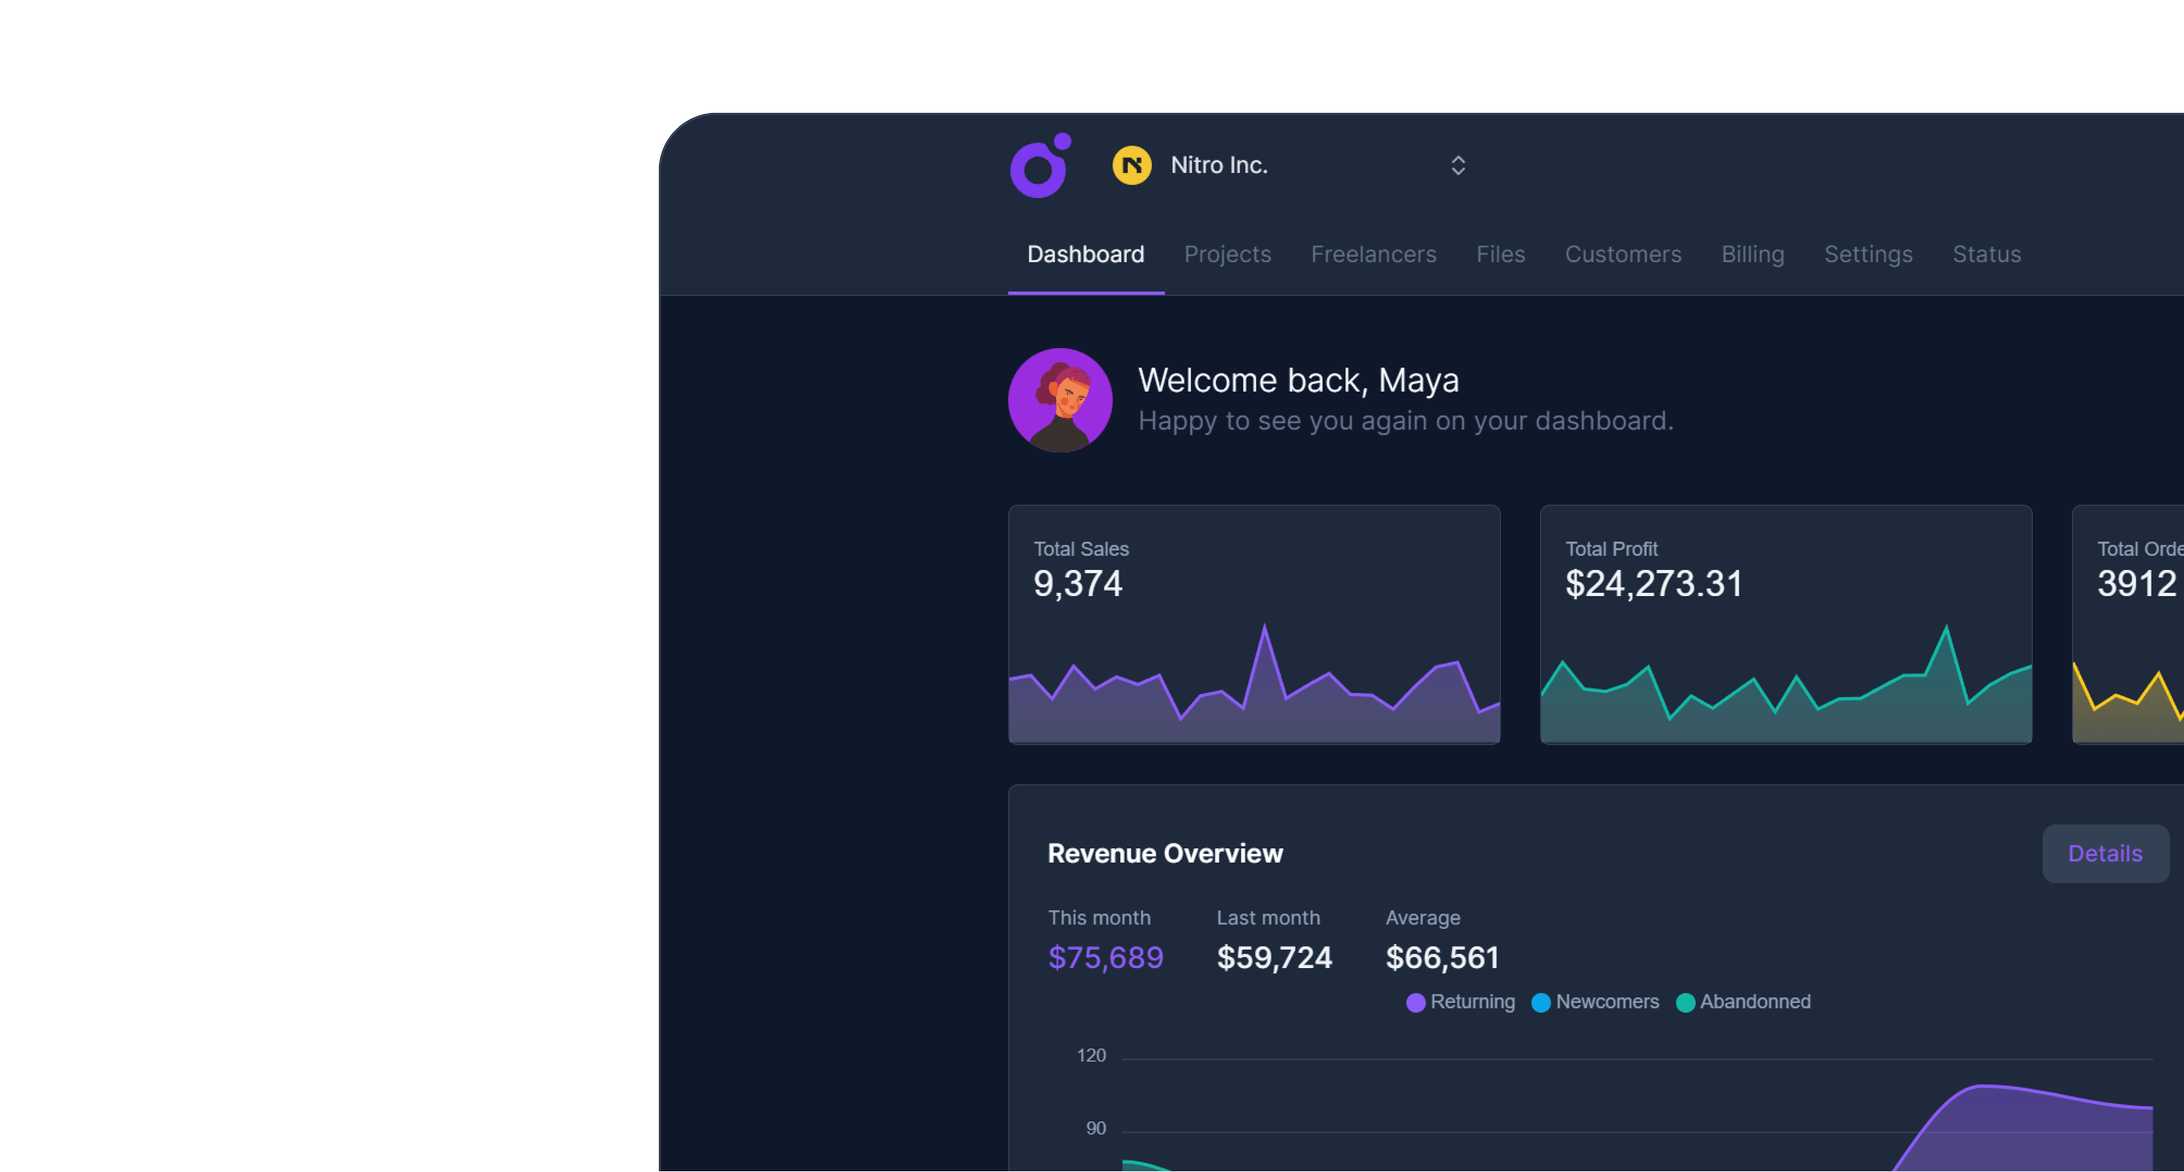 Nitro Inc.
Dashboard Projects Freelancers Files Customers Billing Settings Status
Welcome back, Maya
Happy to see you again on your dashboard.
Total Sales
9,374
Total Profit
$24,273.31
Total Orde
3912
Revenue Overview
Details
This month Last month Average
$75,689 $59,724 $66,561
Returning Newcomers Abandonned
120
90